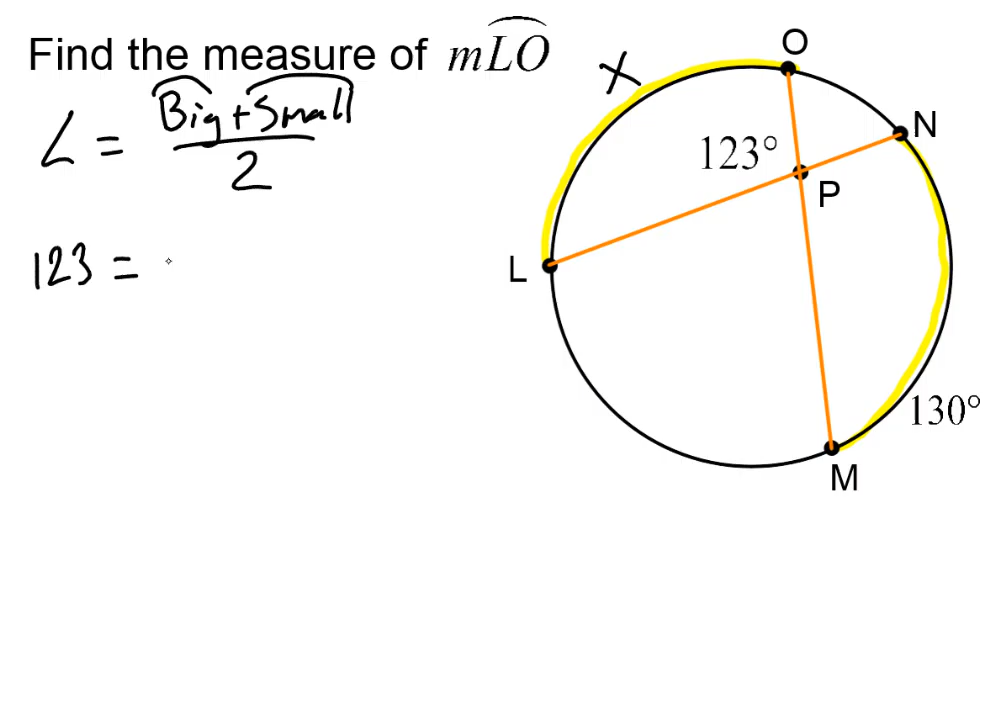 Find the measure of mLO
∠ = Big + Small
2
123 =
x
O
N
123°
P
L
130°
M